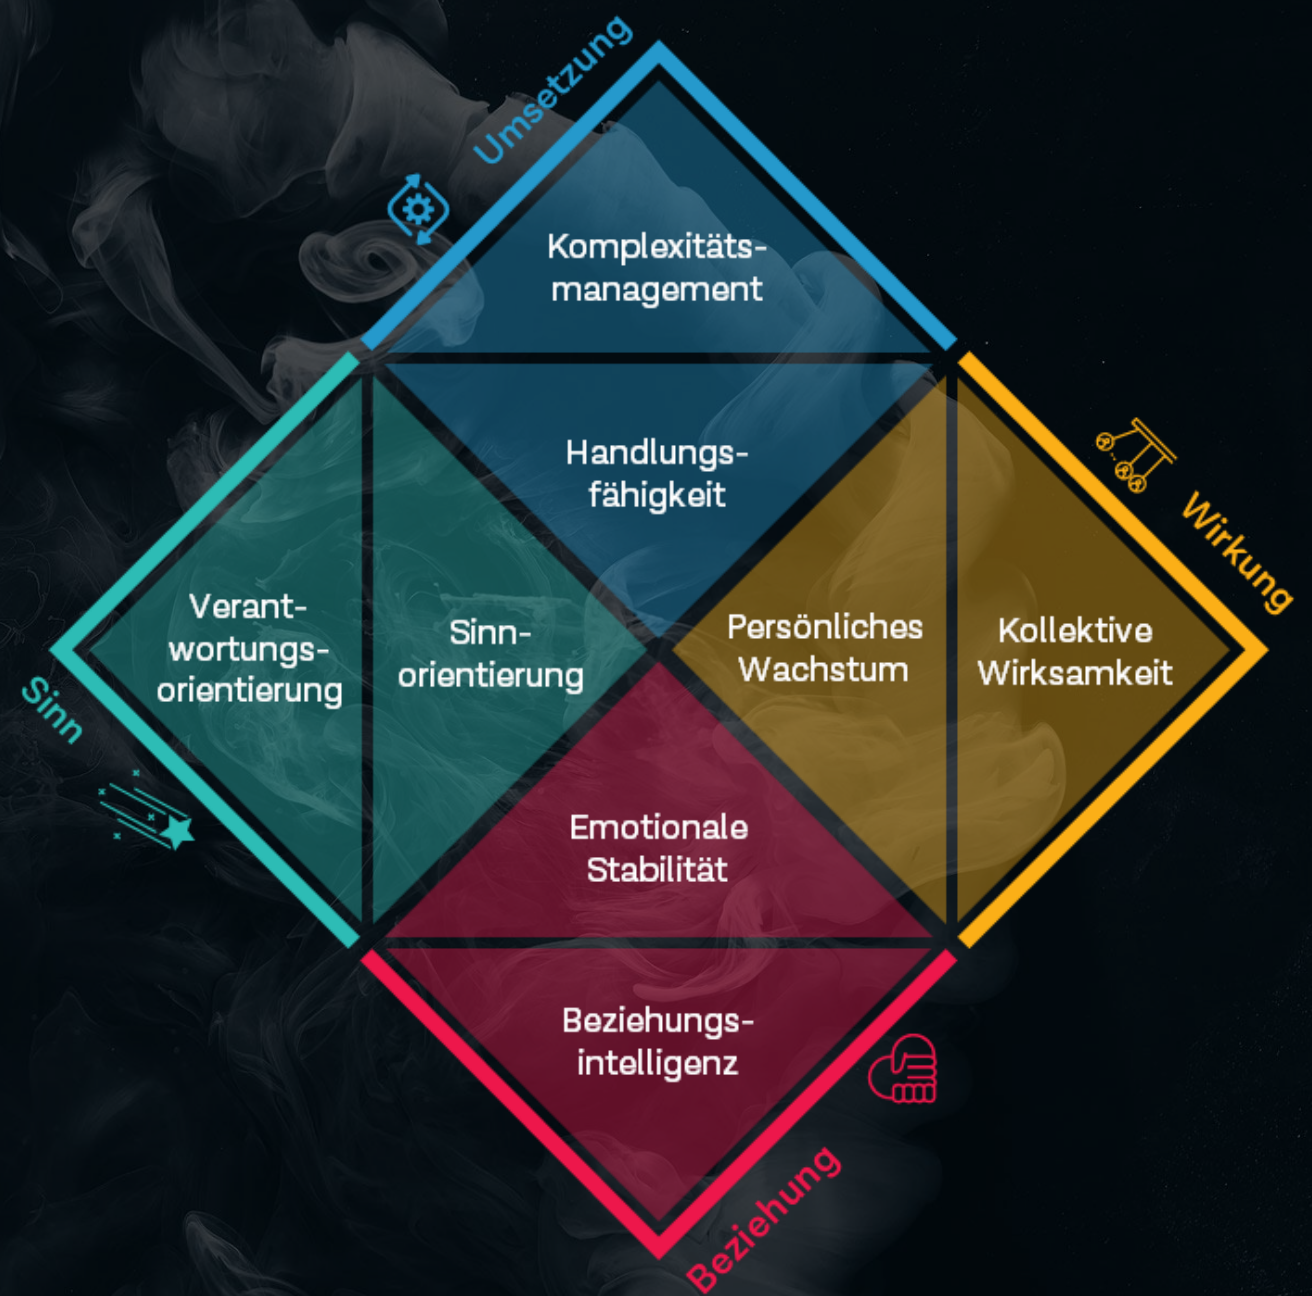 Umsetzung
Komplexitäts-
management
Handlungs-
fähigkeit
Wirkung
Persönliches
Wachstum
Kollektive
Wirksamkeit
Sinn
Verant-
wortungs-
orientierung
Sinn-
orientierung
Emotionale
Stabilität
Beziehungs-
intelligenz
Beziehung